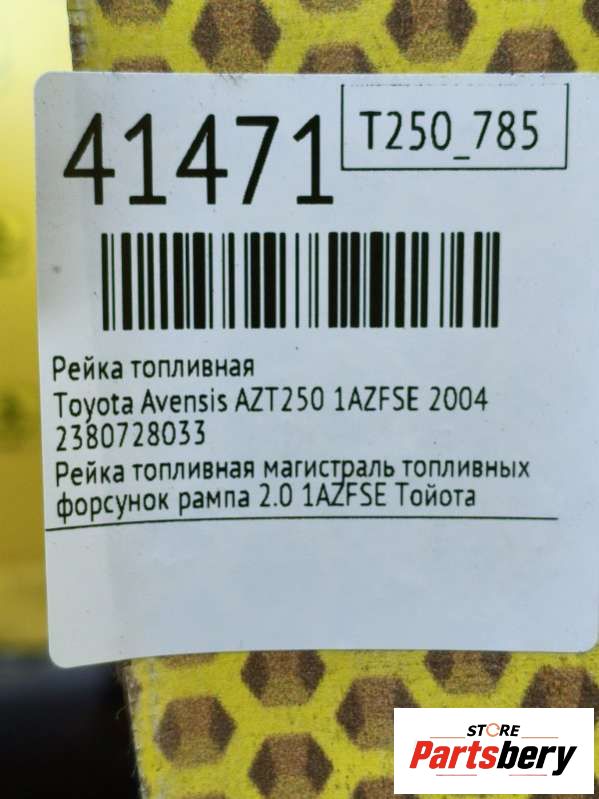 41471
T250_785
Рейка топливная
Toyota Avensis AZT250 1AZFSE 2004
2380728033
Рейка топливная магистраль топливных
форсунок рампа 2.0 1AZFSE Тойота
STORE
Partsbery